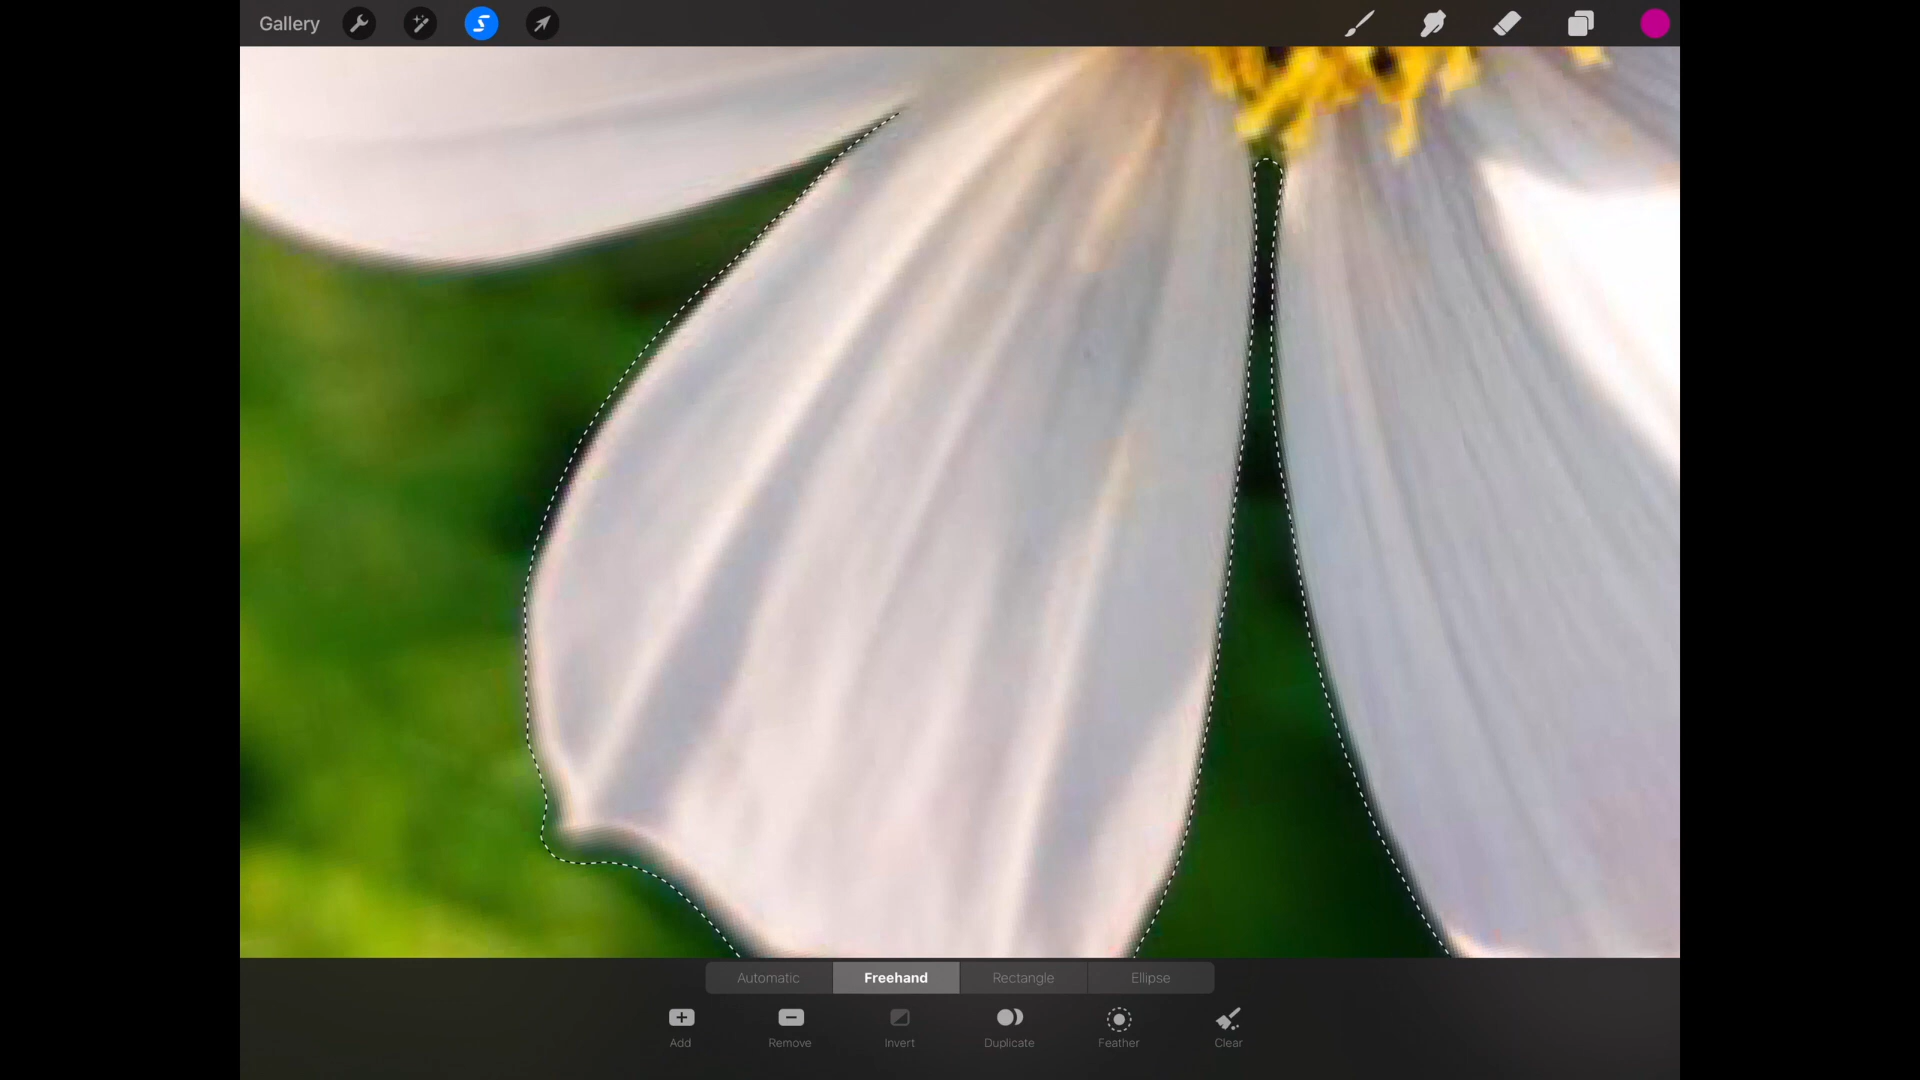 Gallery
Automatic Freehand Rectangle Ellipse
Add Remove Invert Duplicate Feather Clear